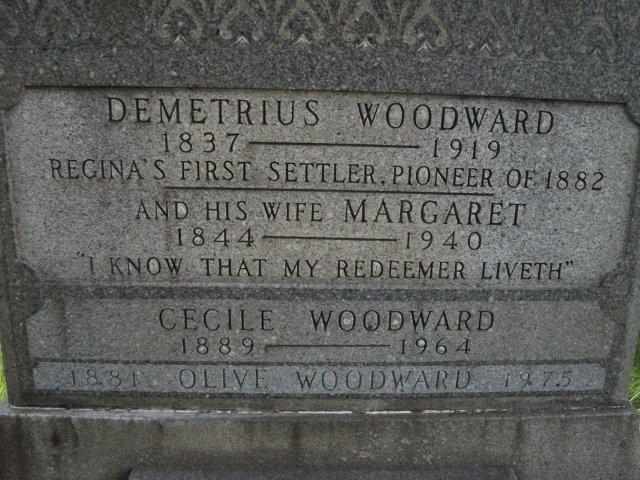 DEMETRIUS WOODWARD
1837 — 1919
REGINA'S FIRST SETTLER, PIONEER OF 1882
AND HIS WIFE MARGARET
1844 — 1940
"I KNOW THAT MY REDEEMER LIVETH"
CECILE WOODWARD
1889 — 1964
1881 OLIVE WOODWARD 1975